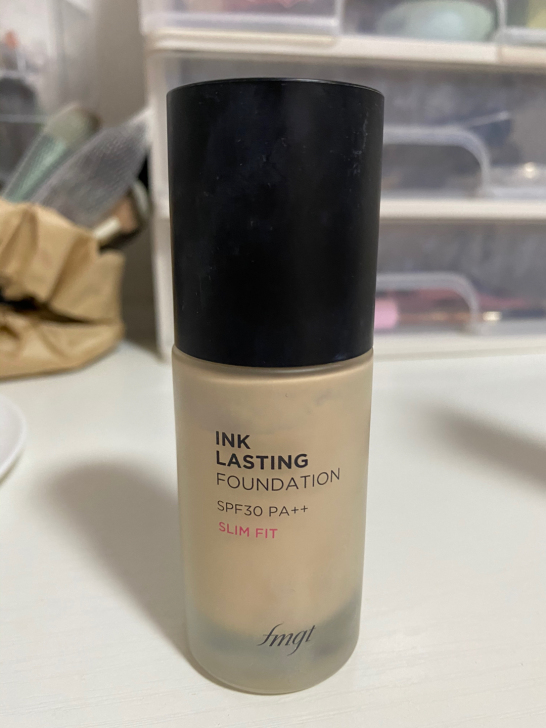 INK
LASTING
FOUNDATION
SPF30 PA++
SLIM FIT
fmgt